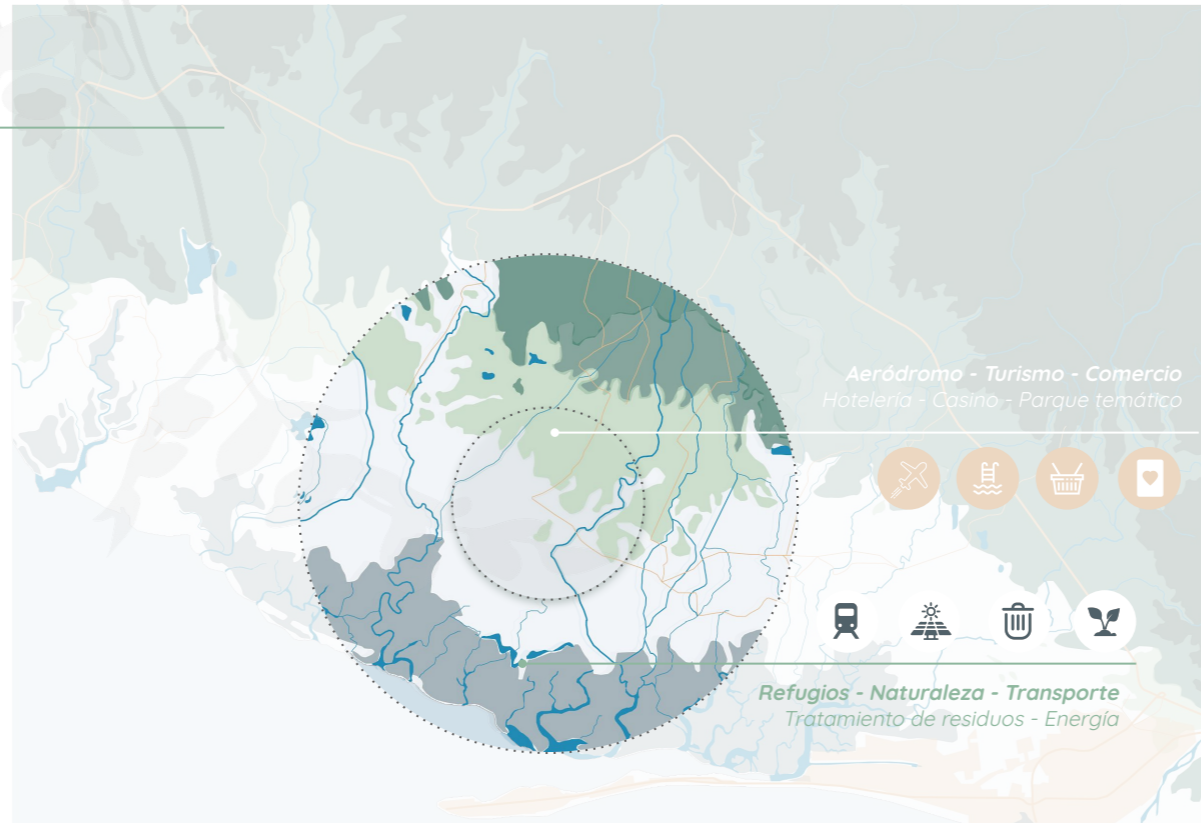 Aeródromo - Turismo - Comercio
Hotelería - Casino - Parque temático
Refugios - Naturaleza - Transporte
Tratamiento de residuos - Energía